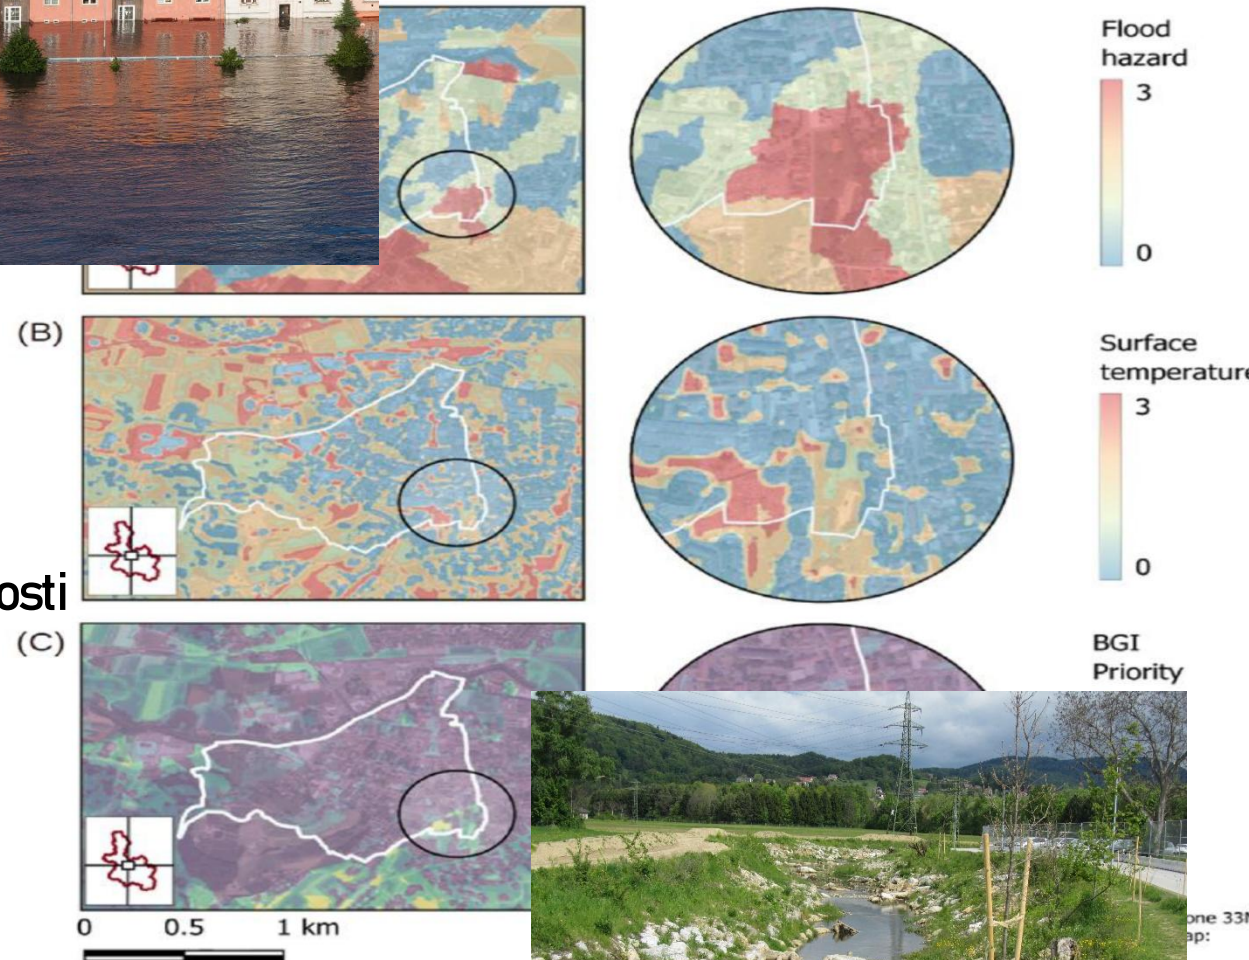 Flood
hazard
3
0
(B)
Surface
temperature
3
0
osti
(C)
BGI
Priority
0 0.5 1 km
one 33N
ap: